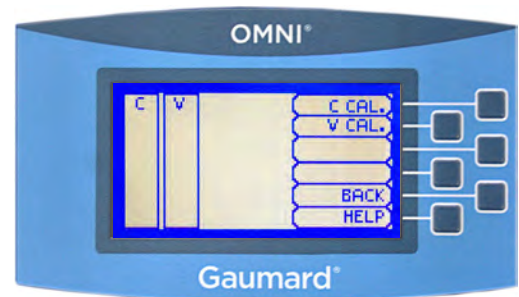 OMNI®
C V
C CAL.
V CAL.
BACK
HELP
Gaumard®